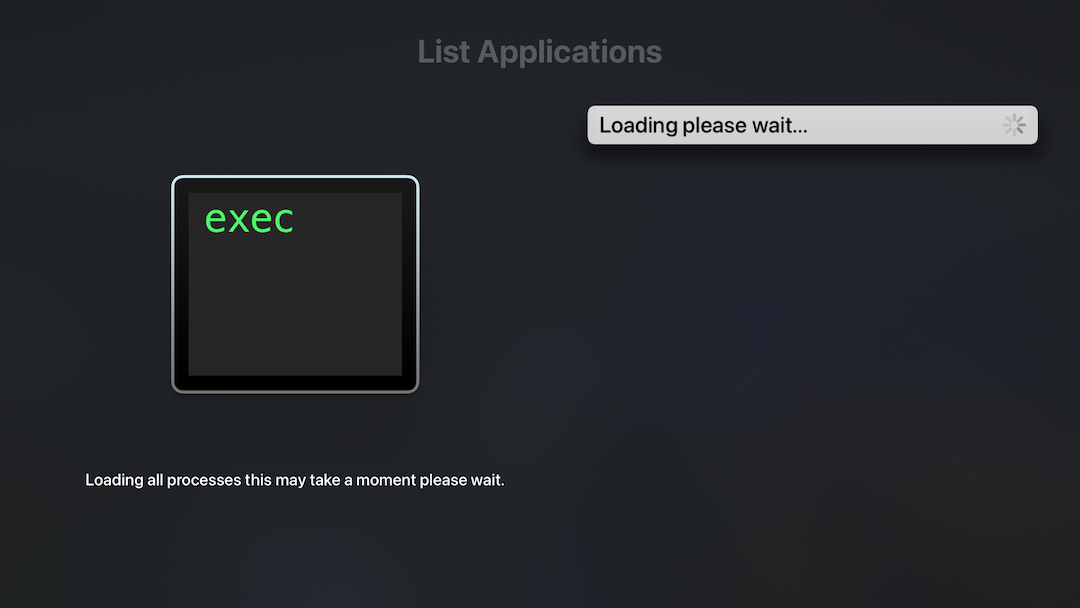 List Applications
Loading please wait...
exec
Loading all processes this may take a moment please wait.